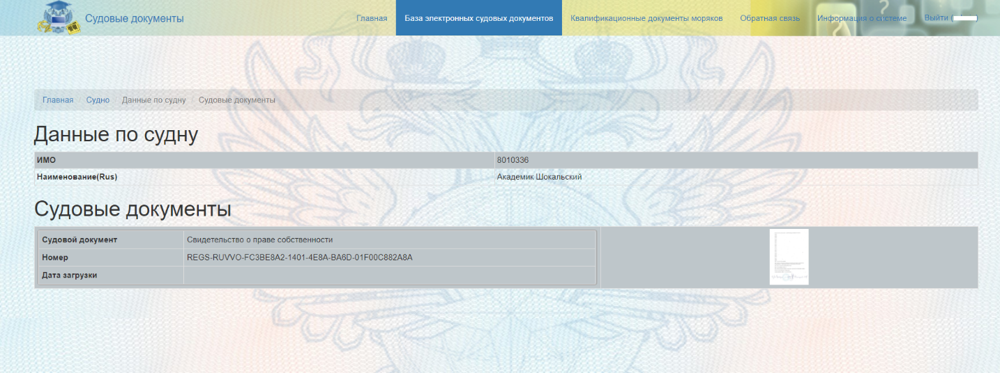 Судовые документы Главная База электронных судовых документов Квалификационные документы моряков Обратная связь Информация о системе Выйти ( )
Главная Судно Данные по судну Судовые документы
Данные по судну
ИМО 8010336
Наименование(Rus) Академик Шокальский
Судовые документы
Судовой документ Свидетельство о праве собственности
Номер REGS-RUVVO-FC3BE8A2-1401-4E8A-BA6D-01F00C882A8A
Дата загрузки